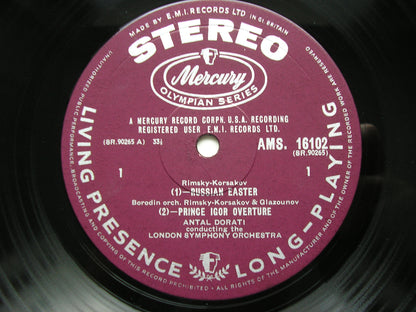 MADE BY E.M.I. RECORDS LTD IN GT. BRITAIN
STEREO
Mercury
OLYMPIAN SERIES
A MERCURY RECORD CORPN. U.S.A. RECORDING
REGISTERED USER E.M.I. RECORDS LTD.
(SR.90265 A) 33⅓
AMS. 16102
(SR.90265)
1
1
Rimsky-Korsakov
(1)—RUSSIAN EASTER
Borodin orch. Rimsky-Korsakov & Glazounov
(2)—PRINCE IGOR OVERTURE
ANTAL DORATI
conducting the
LONDON SYMPHONY ORCHESTRA
LIVING PRESENCE
LONG-PLAYING
UNAUTHORISED PUBLIC PERFORMANCE, BROADCASTING AND COPYING OF THIS RECORD PROHIBITED • ALL RIGHTS OF THE MANUFACTURER AND OF THE OWNER OF THE RECORDED WORK RESERVED